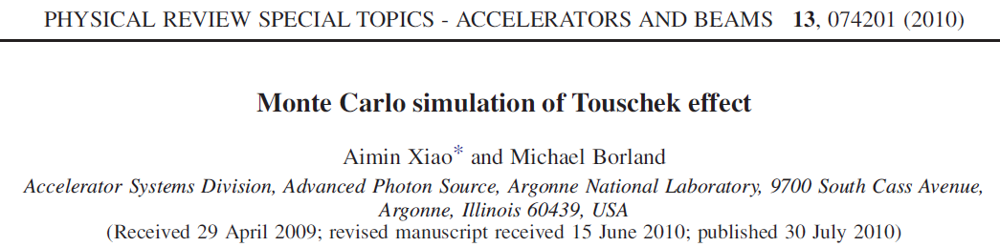 PHYSICAL REVIEW SPECIAL TOPICS - ACCELERATORS AND BEAMS 13, 074201 (2010)
Monte Carlo simulation of Touschek effect
Aimin Xiao* and Michael Borland
Accelerator Systems Division, Advanced Photon Source, Argonne National Laboratory, 9700 South Cass Avenue,
Argonne, Illinois 60439, USA
(Received 29 April 2009; revised manuscript received 15 June 2010; published 30 July 2010)